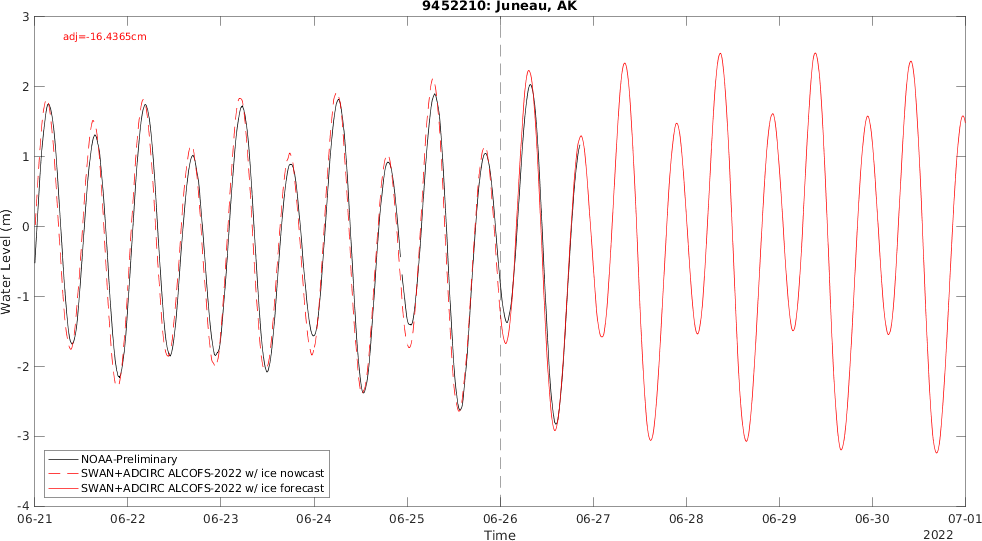 9452210: Juneau, AK
adj=-16.4365cm
3
2
1
0
-1
-2
-3
-4
Water Level (m)
NOAA-Preliminary
SWAN+ADCIRC ALCOFS-2022 w/ ice nowcast
SWAN+ADCIRC ALCOFS-2022 w/ ice forecast
06-21 06-22 06-23 06-24 06-25 06-26 06-27 06-28 06-29 06-30 07-01
Time
2022